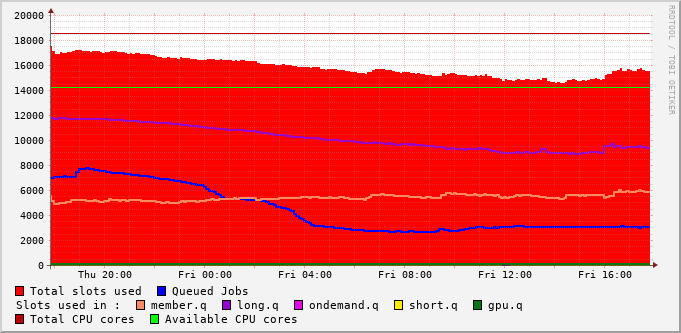 20000
18000
16000
14000
12000
10000
8000
6000
4000
2000
0
Thu 20:00 Fri 00:00 Fri 04:00 Fri 08:00 Fri 12:00 Fri 16:00
Total slots used Queued Jobs
Slots used in : member.q long.q ondemand.q short.q gpu.q
Total CPU cores Available CPU cores
RRDTOOL / TOBI OETIKER